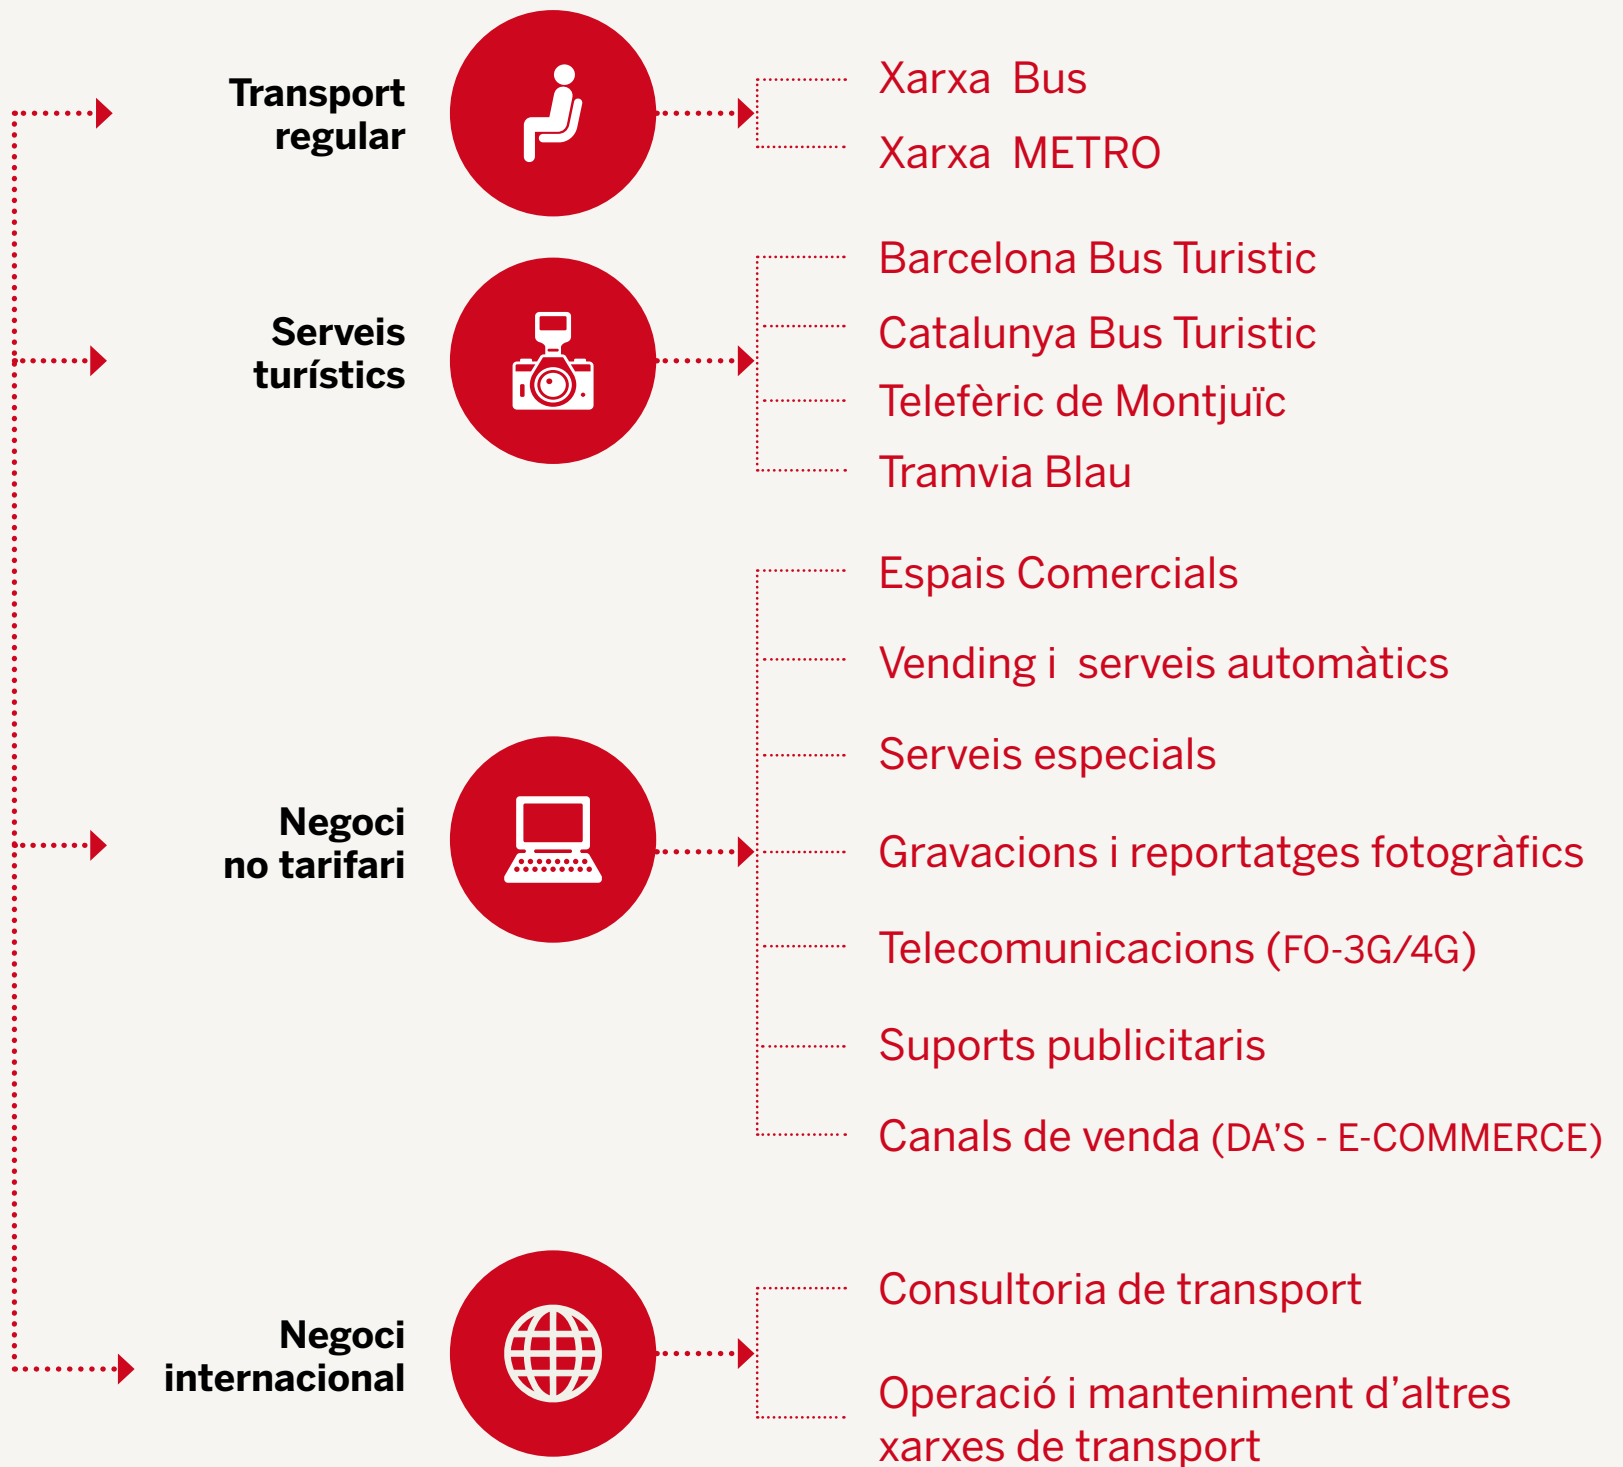 Transport
regular
Xarxa Bus
Xarxa METRO
Serveis
turístics
Barcelona Bus Turistic
Catalunya Bus Turistic
Telefèric de Montjuïc
Tramvia Blau
Negoci
no tarifari
Espais Comercials
Vending i serveis automàtics
Serveis especials
Gravacions i reportatges fotogràfics
Telecomunicacions (FO-3G/4G)
Suports publicitaris
Canals de venda (DA’S - E-COMMERCE)
Negoci
internacional
Consultoria de transport
Operació i manteniment d’altres
xarxes de transport